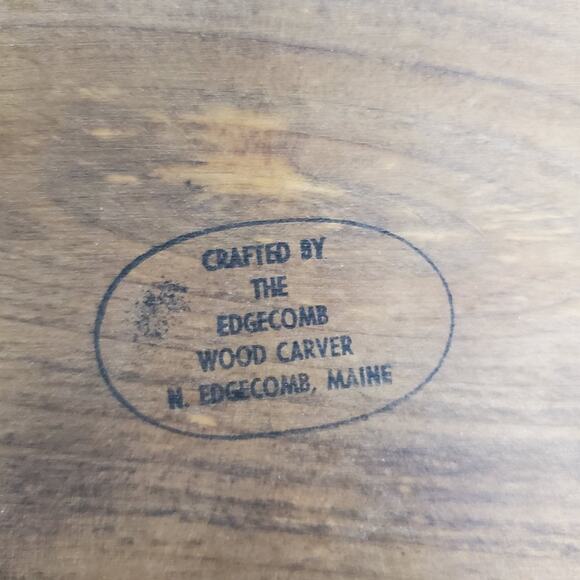 CRAFTED BY
THE
EDGECOMB
WOOD CARVER
N. EDGECOMB, MAINE